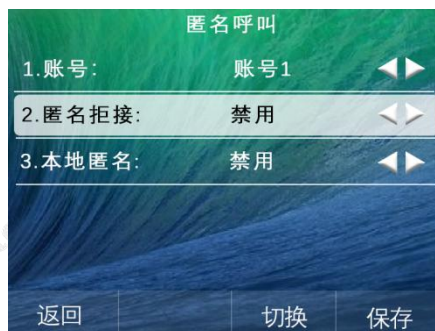 匿名呼叫
1.账号: 账号1
2.匿名拒接: 禁用
3.本地匿名: 禁用
返回 切换 保存